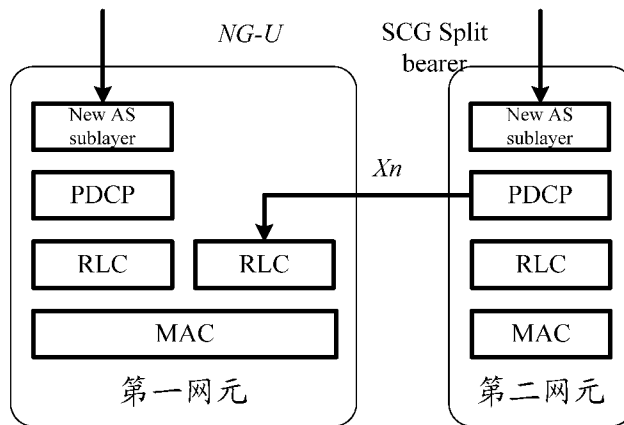 NG-U
SCG Split
bearer
New AS
sublayer
PDCP
RLC
RLC
MAC
第一网元
Xn
New AS
sublayer
PDCP
RLC
MAC
第二网元